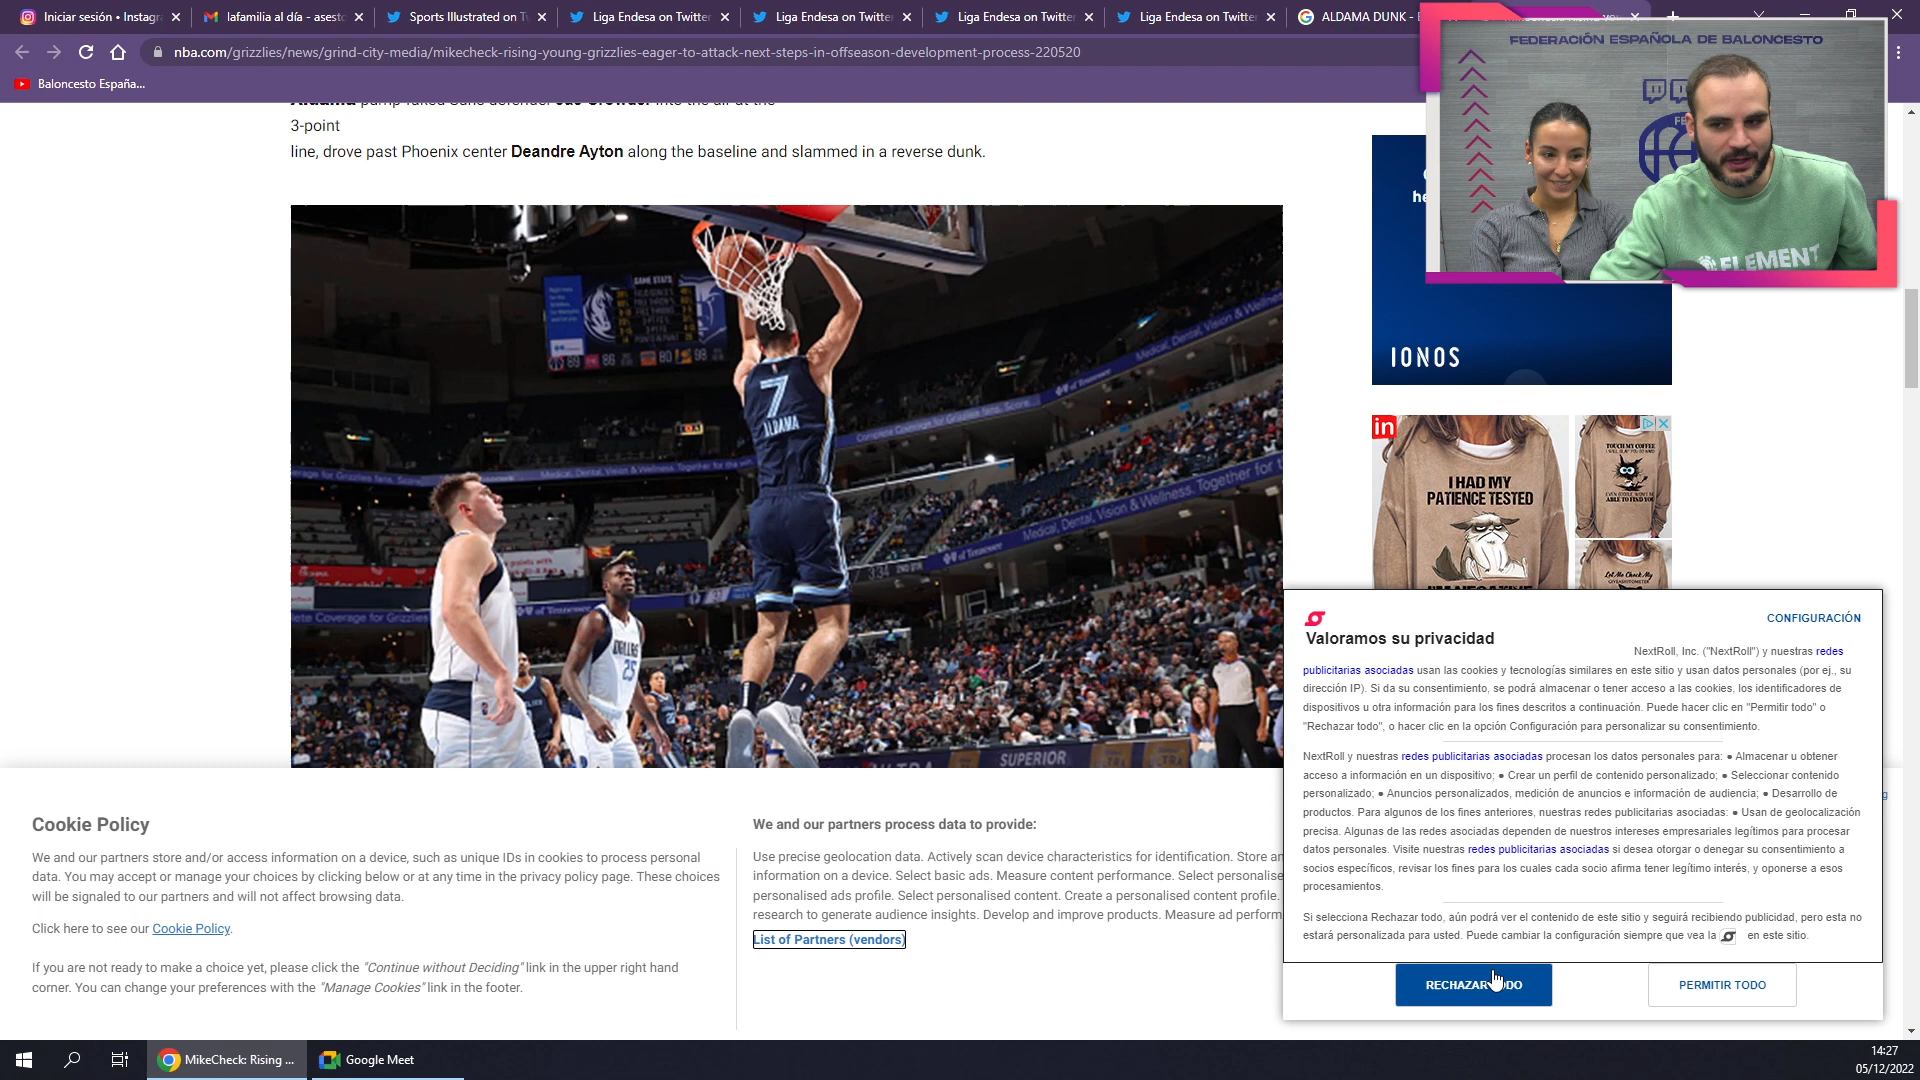 Iniciar sesión • Instagr
lafamilia al día - asesto
Sports Illustrated on Tw
Liga Endesa on Twitter
Liga Endesa on Twitter
Liga Endesa on Twitter
Liga Endesa on Twitter
ALDAMA DUNK -
nba.com/grizzlies/news/grind-city-media/mikecheck-rising-young-grizzlies-eager-to-attack-next-steps-in-offseason-development-process-220520
Baloncesto España...
FEDERACIÓN ESPAÑOLA DE BALONCESTO
ELEMENT
3-point
line, drove past Phoenix center Deandre Ayton along the baseline and slammed in a reverse dunk.
IONOS
GAME STATS
7
ALDAMA
25
SUPERIOR
in
I HAD MY
PATIENCE TESTED
TOUCH MY COFFEE
Let Me Check My
CONFIGURACIÓN
Valoramos su privacidad
NextRoll, Inc. ("NextRoll") y nuestras redes
publicitarias asociadas usan las cookies y tecnologías similares en este sitio y usan datos personales (por ej., su
dirección IP). Si da su consentimiento, se podrá almacenar o tener acceso a las cookies, los identificadores de
dispositivos u otra información para los fines descritos a continuación. Puede hacer clic en "Permitir todo" o
"Rechazar todo", o hacer clic en la opción Configuración para personalizar su consentimiento.
NextRoll y nuestras redes publicitarias asociadas procesan los datos personales para: ● Almacenar u obtener
acceso a información en un dispositivo; ● Crear un perfil de contenido personalizado; ● Seleccionar contenido
personalizado; ● Anuncios personalizados, medición de anuncios e información de audiencia; ● Desarrollo de
productos. Para algunos de los fines anteriores, nuestras redes publicitarias asociadas: ● Usan de geolocalización
precisa. Algunas de las redes asociadas dependen de nuestros intereses empresariales legítimos para procesar
datos personales. Visite nuestras redes publicitarias asociadas si desea otorgar o denegar su consentimiento a
socios específicos, revisar los fines para los cuales cada socio afirma tener legítimo interés, y oponerse a esos
procesamientos.
Si selecciona Rechazar todo, aún podrá ver el contenido de este sitio y seguirá recibiendo publicidad, pero esta no
estará personalizada para usted. Puede cambiar la configuración siempre que vea la en este sitio.
RECHAZAR TODO
PERMITIR TODO
Cookie Policy
We and our partners store and/or access information on a device, such as unique IDs in cookies to process personal
data. You may accept or manage your choices by clicking below or at any time in the privacy policy page. These choices
will be signaled to our partners and will not affect browsing data.
Click here to see our Cookie Policy.
If you are not ready to make a choice yet, please click the "Continue without Deciding" link in the upper right hand
corner. You can change your preferences with the "Manage Cookies" link in the footer.
We and our partners process data to provide:
Use precise geolocation data. Actively scan device characteristics for identification. Store an
information on a device. Select basic ads. Measure content performance. Select personalise
personalised ads profile. Select personalised content. Create a personalised content profile.
research to generate audience insights. Develop and improve products. Measure ad perform
List of Partners (vendors)
MikeCheck: Rising ...
Google Meet
14:27
05/12/2022